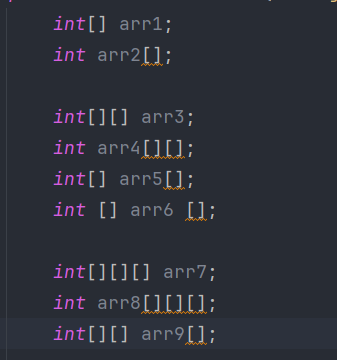 int[] arr1;
int arr2[];
int[][] arr3;
int arr4[][];
int[] arr5[];
int [] arr6 [];
int[][][] arr7;
int arr8[][][];
int[][] arr9[];